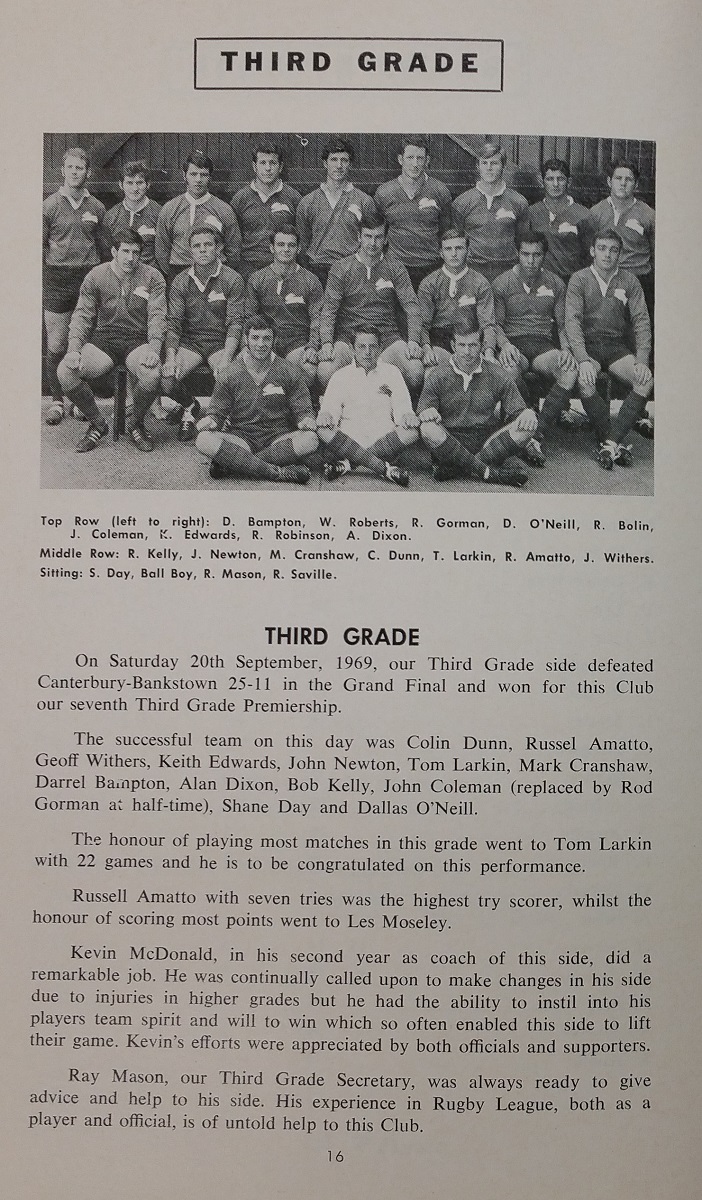 THIRD GRADE
Top Row (left to right): D. Bampton, W. Roberts, R. Gorman, D. O'Neill, R. Bolin,
J. Coleman, K. Edwards, R. Robinson, A. Dixon.
Middle Row: R. Kelly, J. Newton, M. Cranshaw, C. Dunn, T. Larkin, R. Amatto, J. Withers.
Sitting: S. Day, Ball Boy, R. Mason, R. Saville.
THIRD GRADE
On Saturday 20th September, 1969, our Third Grade side defeated
Canterbury-Bankstown 25-11 in the Grand Final and won for this Club
our seventh Third Grade Premiership.
The successful team on this day was Colin Dunn, Russel Amatto,
Geoff Withers, Keith Edwards, John Newton, Tom Larkin, Mark Cranshaw,
Darrel Bampton, Alan Dixon, Bob Kelly, John Coleman (replaced by Rod
Gorman at half-time), Shane Day and Dallas O'Neill.
The honour of playing most matches in this grade went to Tom Larkin
with 22 games and he is to be congratulated on this performance.
Russell Amatto with seven tries was the highest try scorer, whilst the
honour of scoring most points went to Les Moseley.
Kevin McDonald, in his second year as coach of this side, did a
remarkable job. He was continually called upon to make changes in his side
due to injuries in higher grades but he had the ability to instil into his
players team spirit and will to win which so often enabled this side to lift
their game. Kevin's efforts were appreciated by both officials and supporters.
Ray Mason, our Third Grade Secretary, was always ready to give
advice and help to his side. His experience in Rugby League, both as a
player and official, is of untold help to this Club.
16